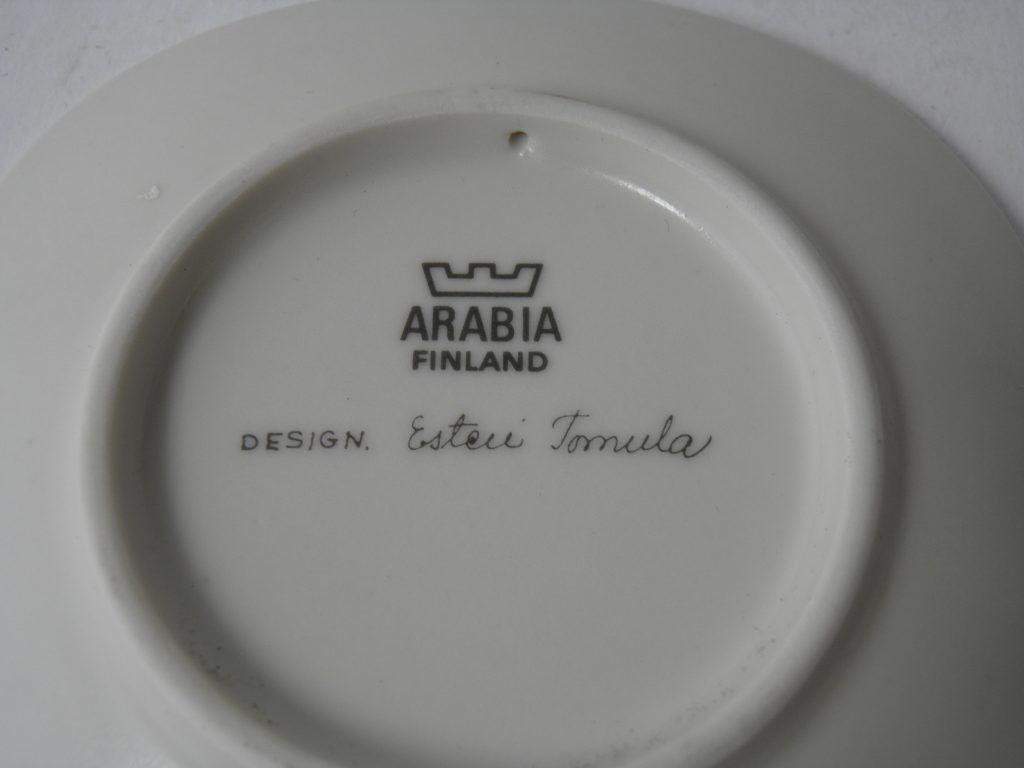 ARABIA
FINLAND
DESIGN. Esteri Tomula